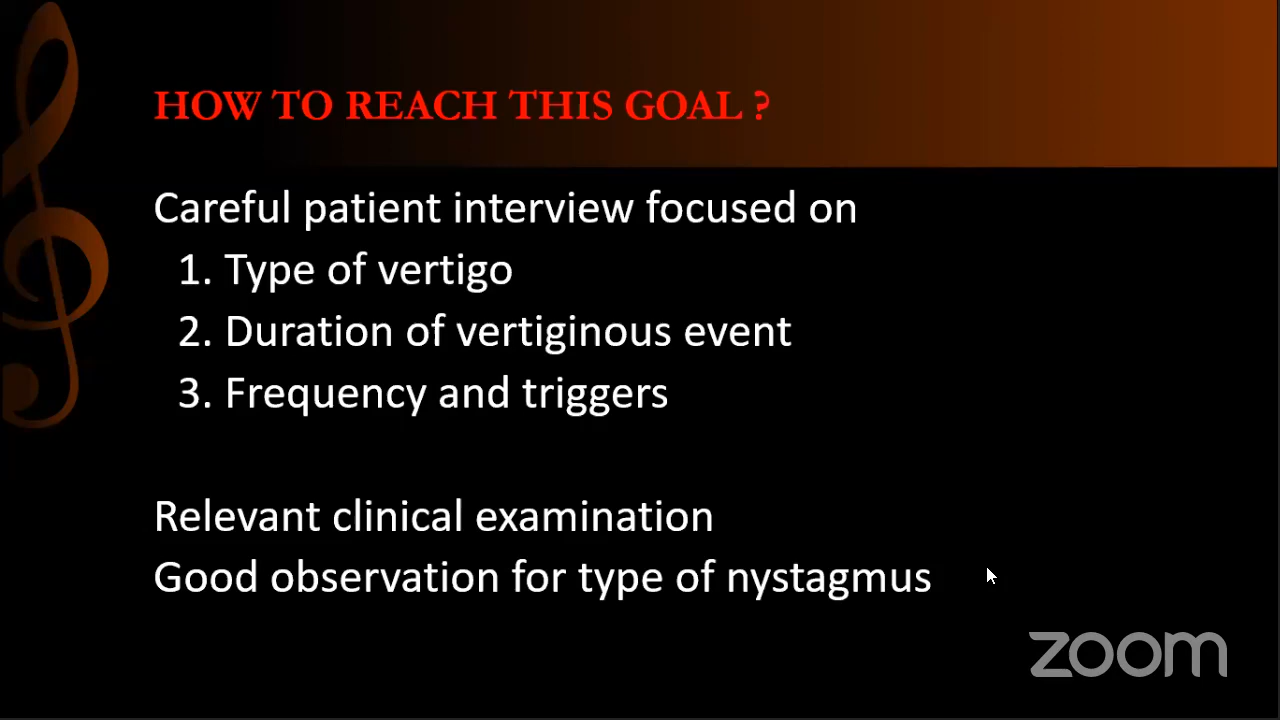 HOW TO REACH THIS GOAL ?
Careful patient interview focused on
1. Type of vertigo
2. Duration of vertiginous event
3. Frequency and triggers
Relevant clinical examination
Good observation for type of nystagmus
zoom